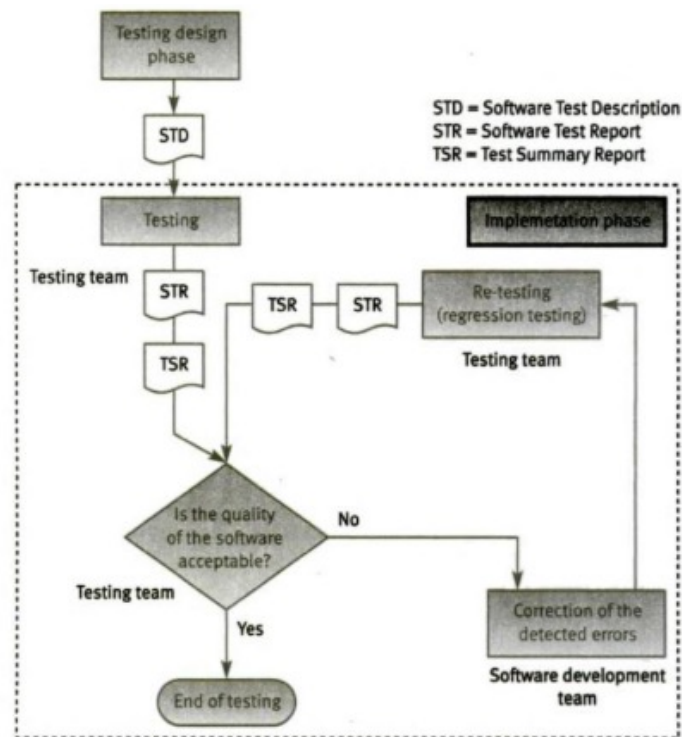 Testing design
phase
STD
STD = Software Test Description
STR = Software Test Report
TSR = Test Summary Report
Testing
Implemetation phase
Testing team
STR
TSR
TSR
STR
Re-testing
(regression testing)
Testing team
Is the quality
of the software
acceptable?
No
Testing team
Yes
Correction of the
detected errors
Software development
team
End of testing